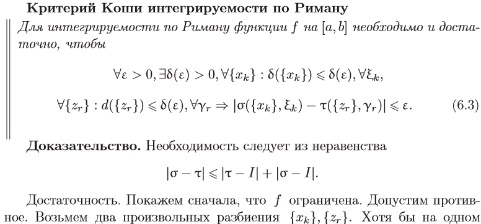 Критерий Коши интегрируемости по Риману
Для интегрируемости по Риману функции f на [a, b] необходимо и доста-
точно, чтобы
∀ε > 0, ∃δ(ε) > 0, ∀{x_k} : δ({x_k}) ⩽ δ(ε), ∀ξ_k,
∀{z_r} : d({z_r}) ⩽ δ(ε), ∀γ_r ⇒ |σ({x_k}, ξ_k) − τ({z_r}, γ_r)| ⩽ ε. (6.3)
Доказательство. Необходимость следует из неравенства
|σ − τ| ⩽ |τ − I| + |σ − I|.
Достаточность. Покажем сначала, что f ограничена. Допустим против-
ное. Возьмем два произвольных разбиения {x_k}, {z_r}. Хотя бы на одном